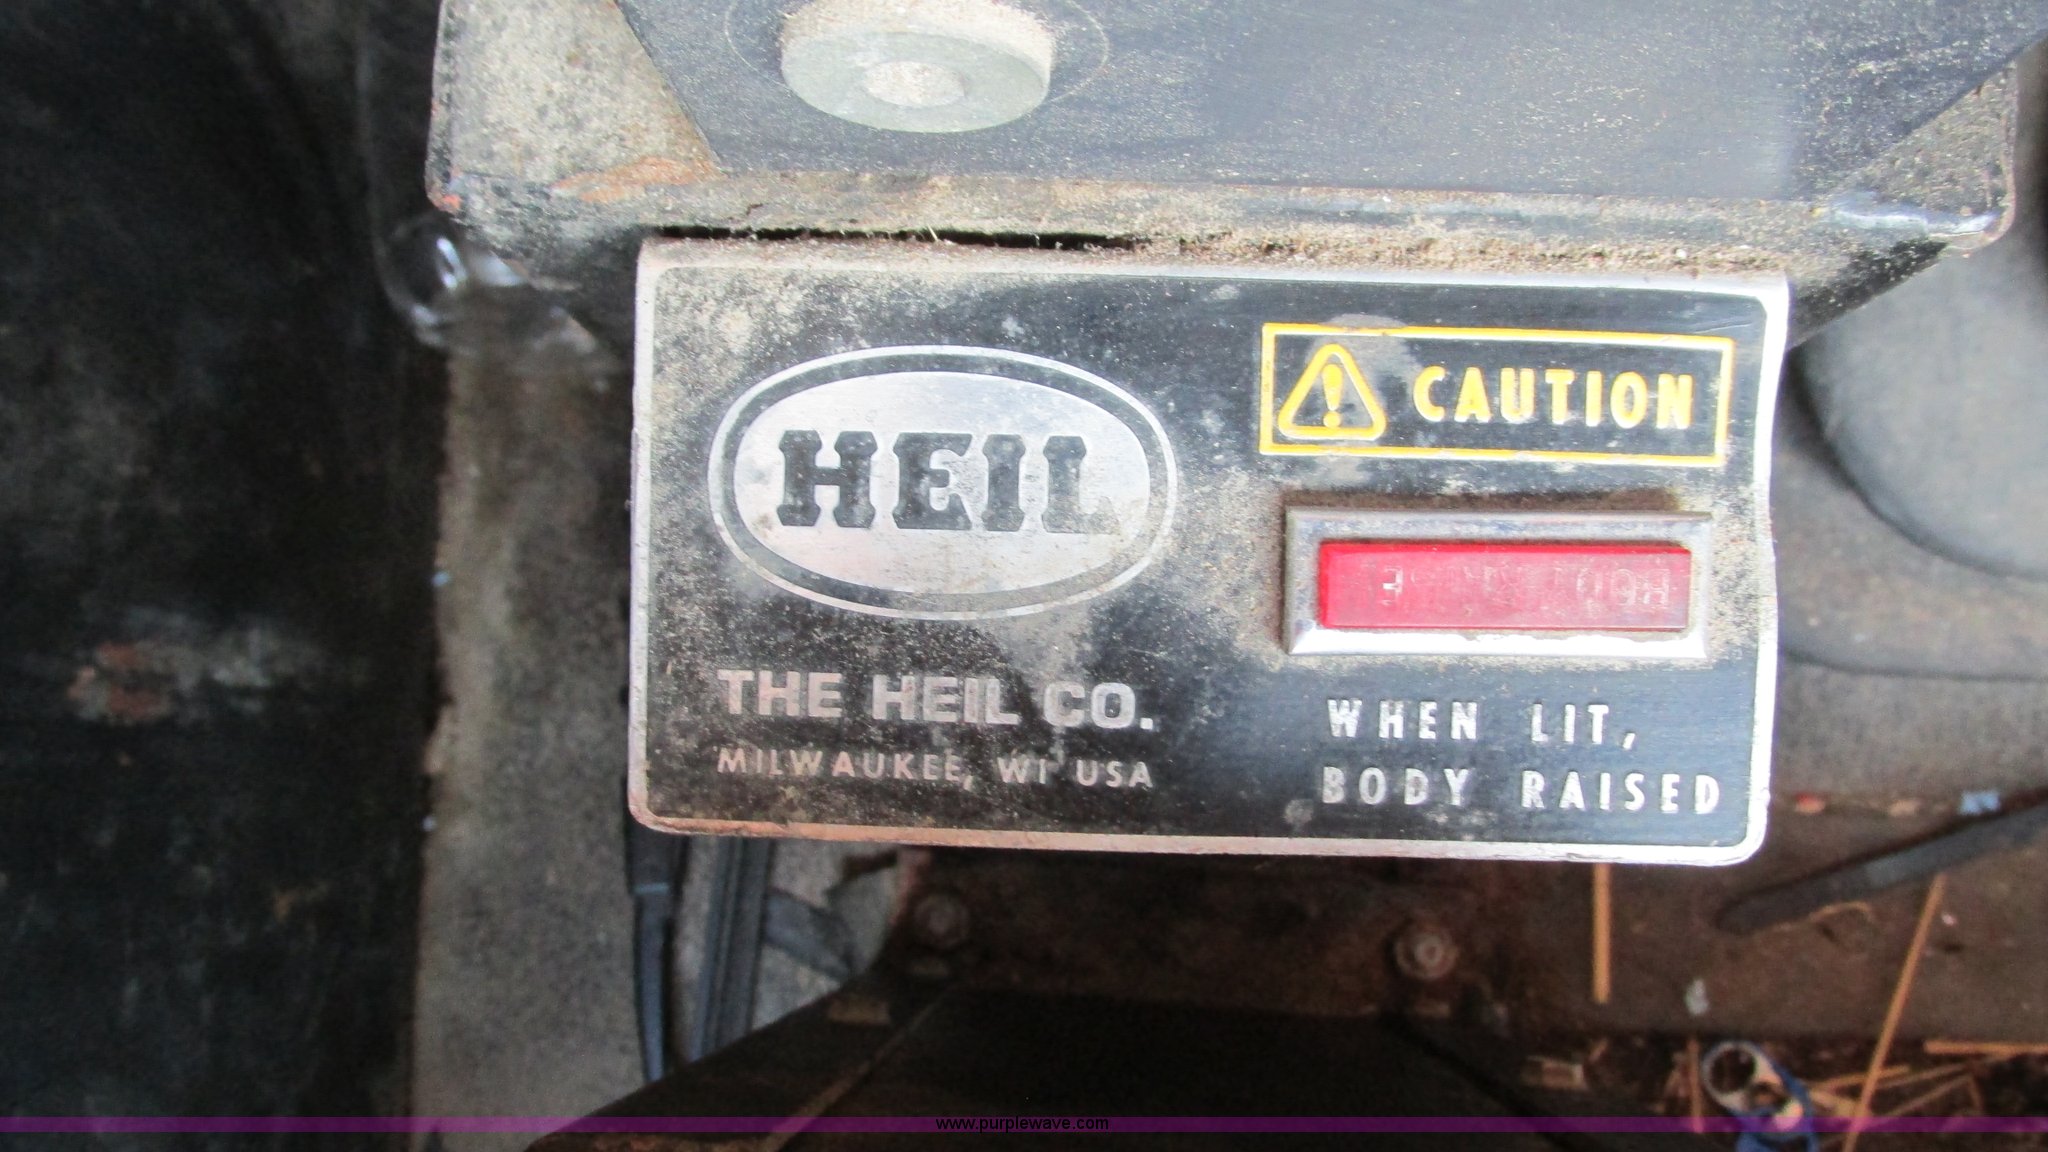 HEIL
THE HEIL CO.
MILWAUKEE, WI USA
CAUTION
WHEN LIT,
BODY RAISED
www.purplewave.com